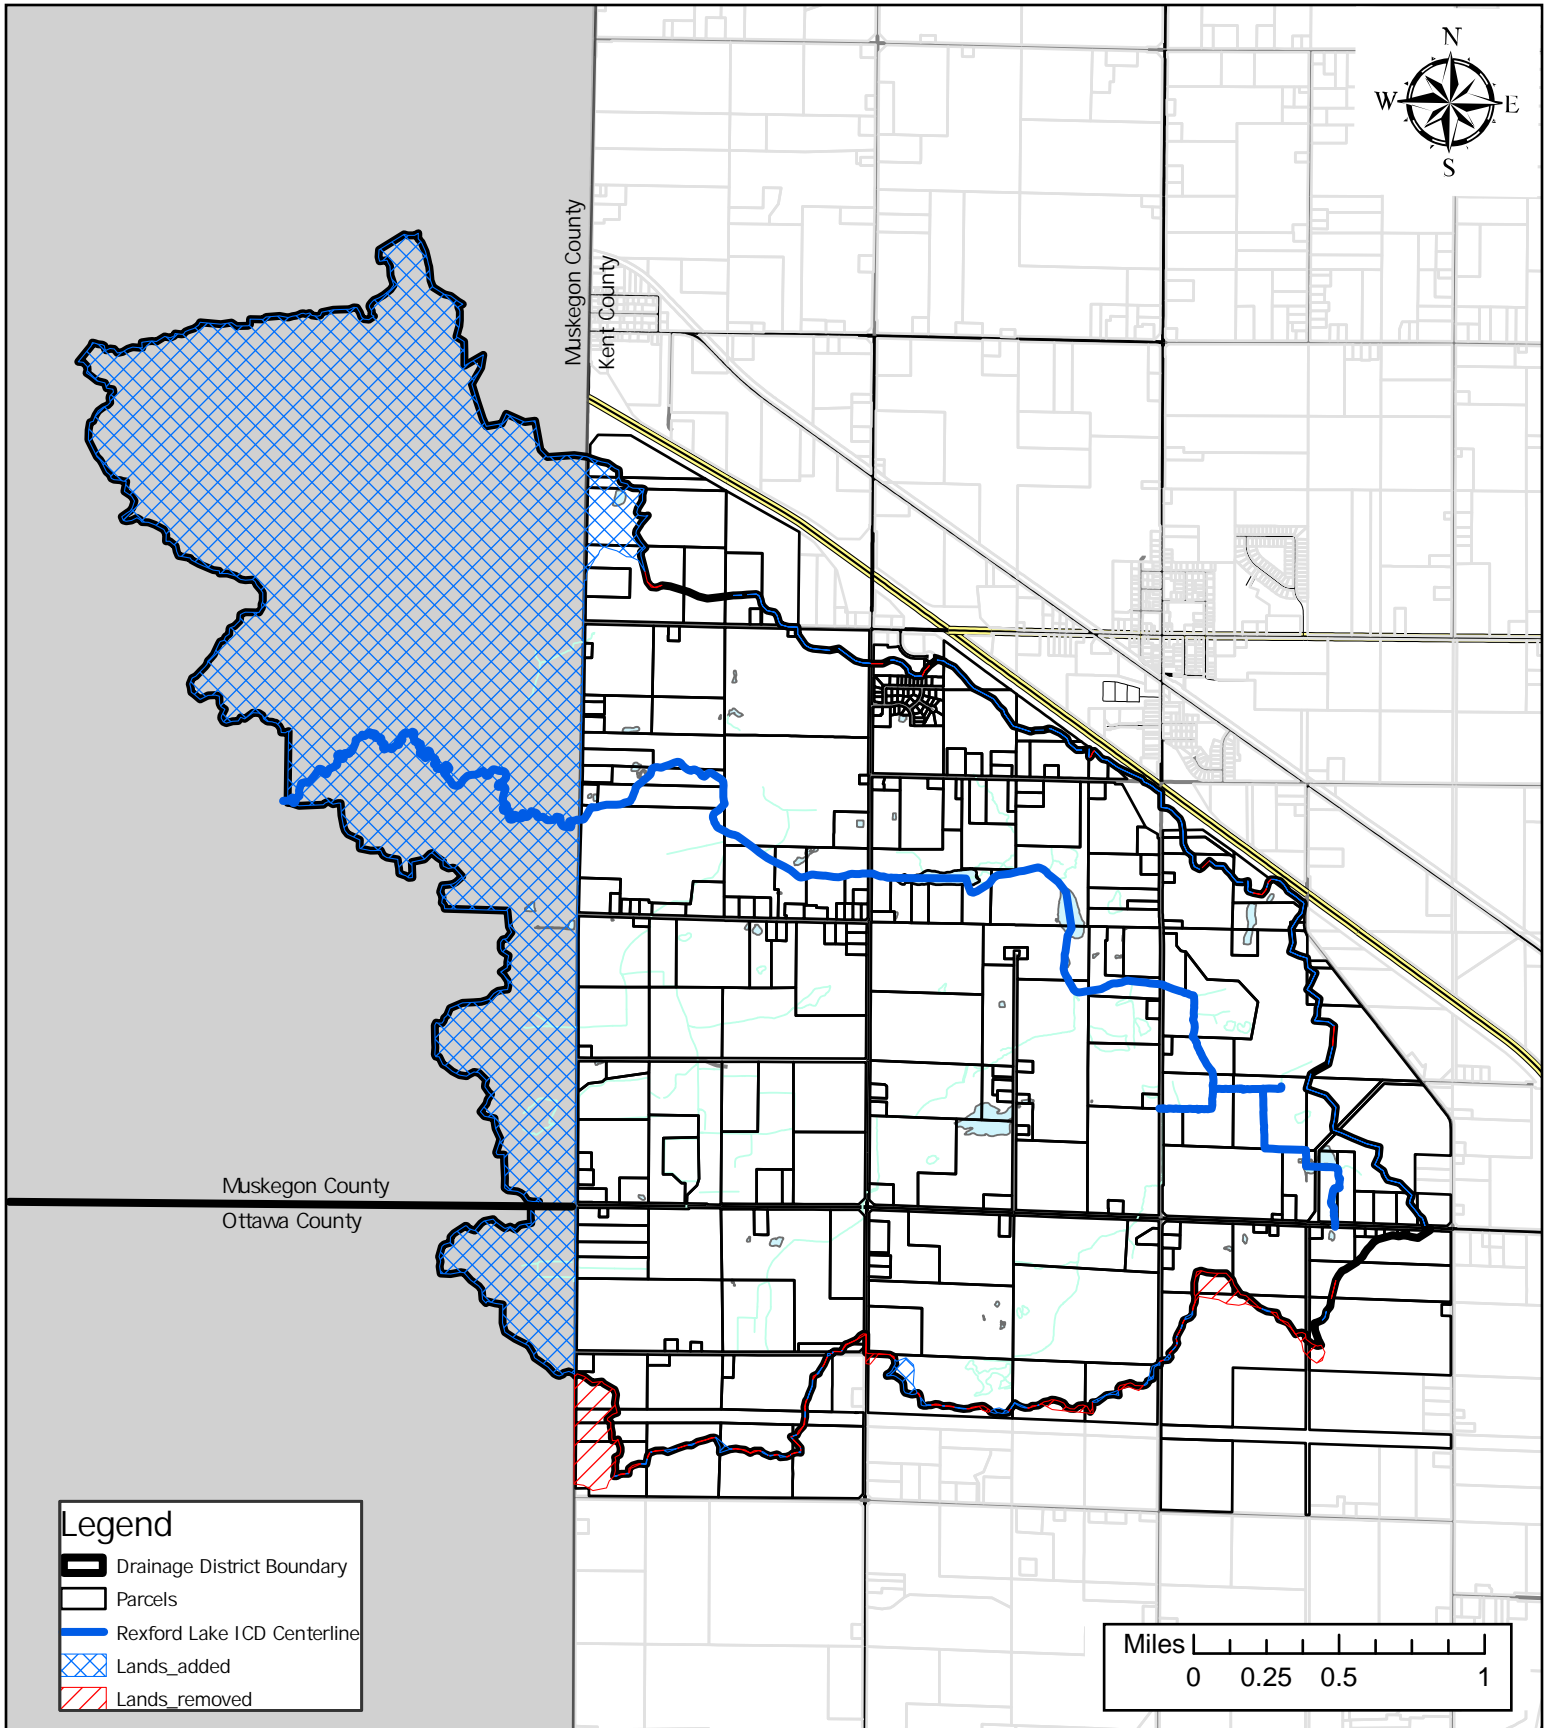 N
W E
S
Muskegon County
Kent County
Muskegon County
Ottawa County
Legend
Drainage District Boundary
Parcels
Rexford Lake ICD Centerline
Lands_added
Lands_removed
Miles
0 0.25 0.5 1